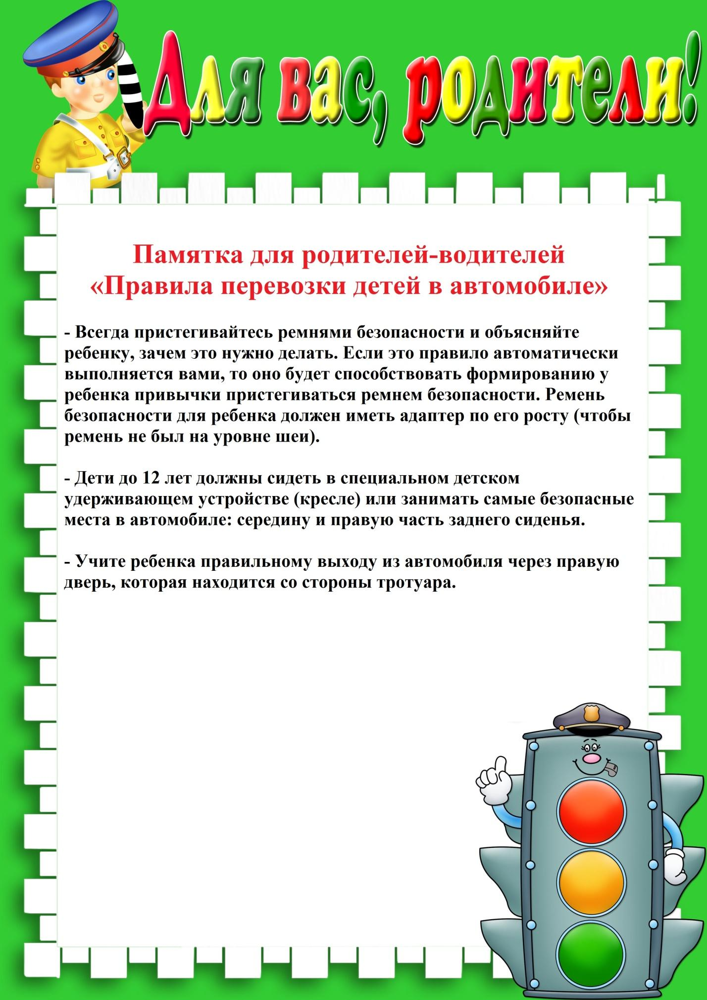 Для вас, родители!
Памятка для родителей-водителей
«Правила перевозки детей в автомобиле»
- Всегда пристегивайтесь ремнями безопасности и объясняйте
ребенку, зачем это нужно делать. Если это правило автоматически
выполняется вами, то оно будет способствовать формированию у
ребенка привычки пристегиваться ремнем безопасности. Ремень
безопасности для ребенка должен иметь адаптер по его росту (чтобы
ремень не был на уровне шеи).
- Дети до 12 лет должны сидеть в специальном детском
удерживающем устройстве (кресле) или занимать самые безопасные
места в автомобиле: середину и правую часть заднего сиденья.
- Учите ребенка правильному выходу из автомобиля через правую
дверь, которая находится со стороны тротуара.